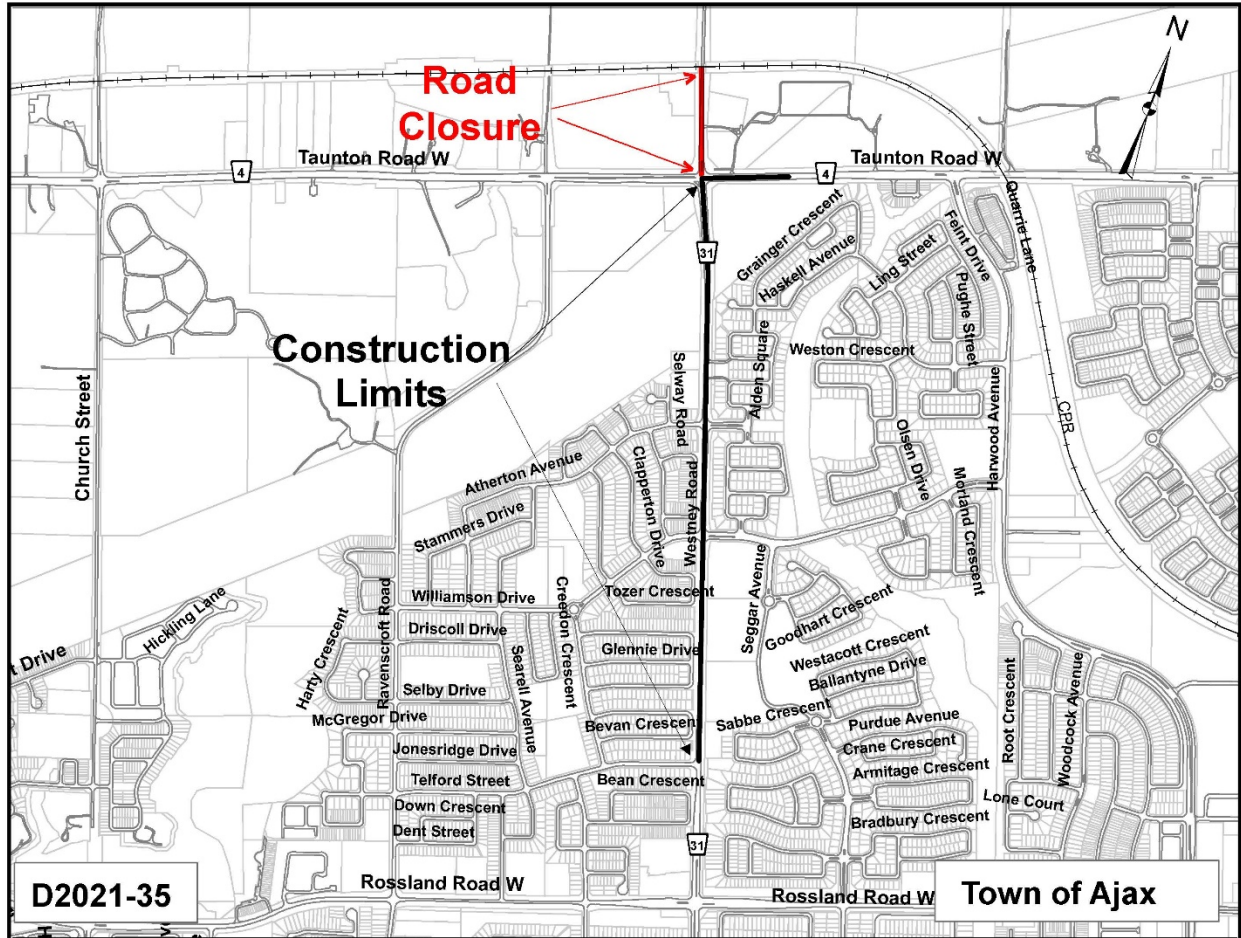 N
Road
Closure
Taunton Road W
4
Taunton Road W
4
Quarrie Lane
Feint Drive
Grainger Crescent
31
Haskell Avenue
Ling Street
Pughe Street
Construction
Limits
Weston Crescent
Selway Road
Alden Square
CPR
Church Street
Harwood Avenue
Olsen Drive
Atherton Avenue
Clapperton Drive
Morland Crescent
Westney Road
Stammers Drive
Seggar Avenue
Tozer Crescent
Williamson Drive
Creedon Crescent
Goodhart Crescent
Hickling Lane
Ravenscroft Road
Driscoll Drive
Glennie Drive
Westacott Crescent
t Drive
Harty Crescent
Searell Avenue
Ballantyne Drive
Root Crescent
Woodcock Avenue
Selby Drive
McGregor Drive
Bevan Crescent
Sabbe Crescent
Purdue Avenue
Jonesridge Drive
Crane Crescent
Telford Street
Bean Crescent
Armitage Crescent
Down Crescent
Lone Court
Dent Street
Bradbury Crescent
31
Rossland Road W
Rossland Road W
D2021-35
Town of Ajax